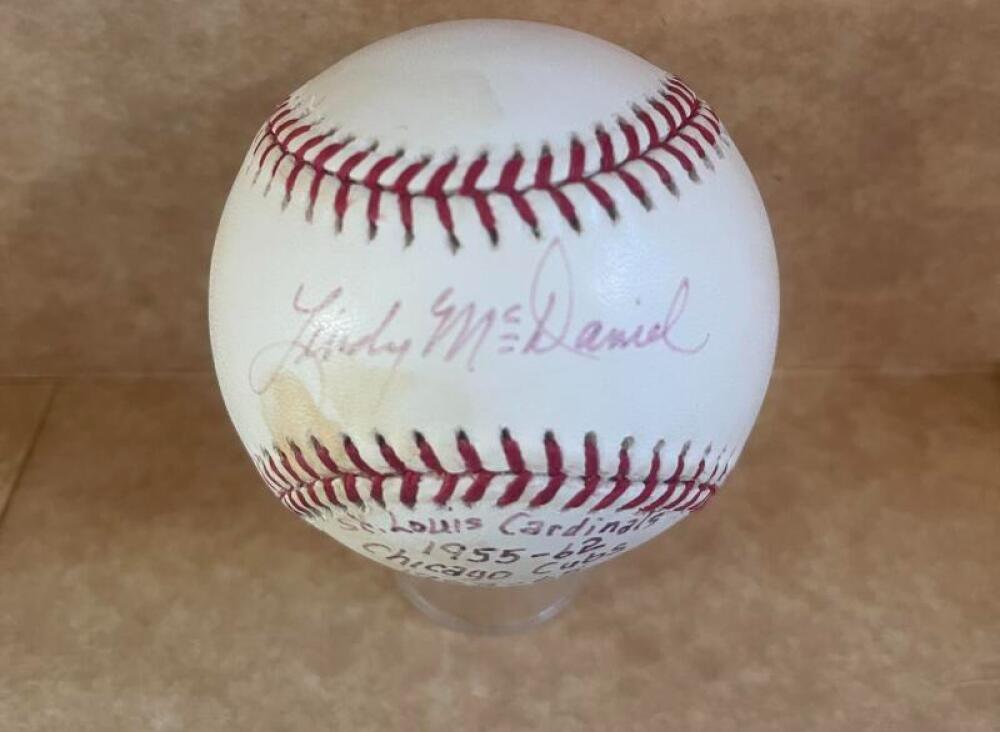 Lindy McDaniel
St. Louis Cardinals
1955-62
Chicago Cubs